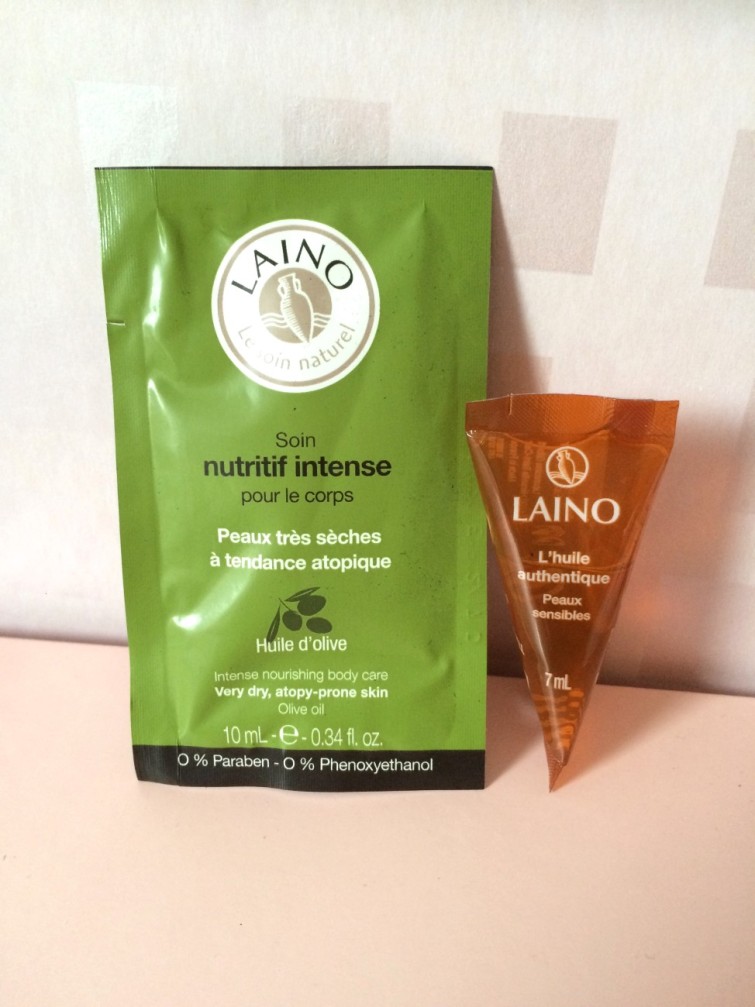 LAINO
Le soin naturel
Soin
nutritif intense
pour le corps
Peaux très sèches
à tendance atopique
Huile d'olive
Intense nourishing body care
Very dry, atopy-prone skin
Olive oil
10 mL - e - 0.34 fl. oz.
0 % Paraben - 0 % Phenoxyethanol
LAINO
L'huile
authentique
Peaux
sensibles
7 mL